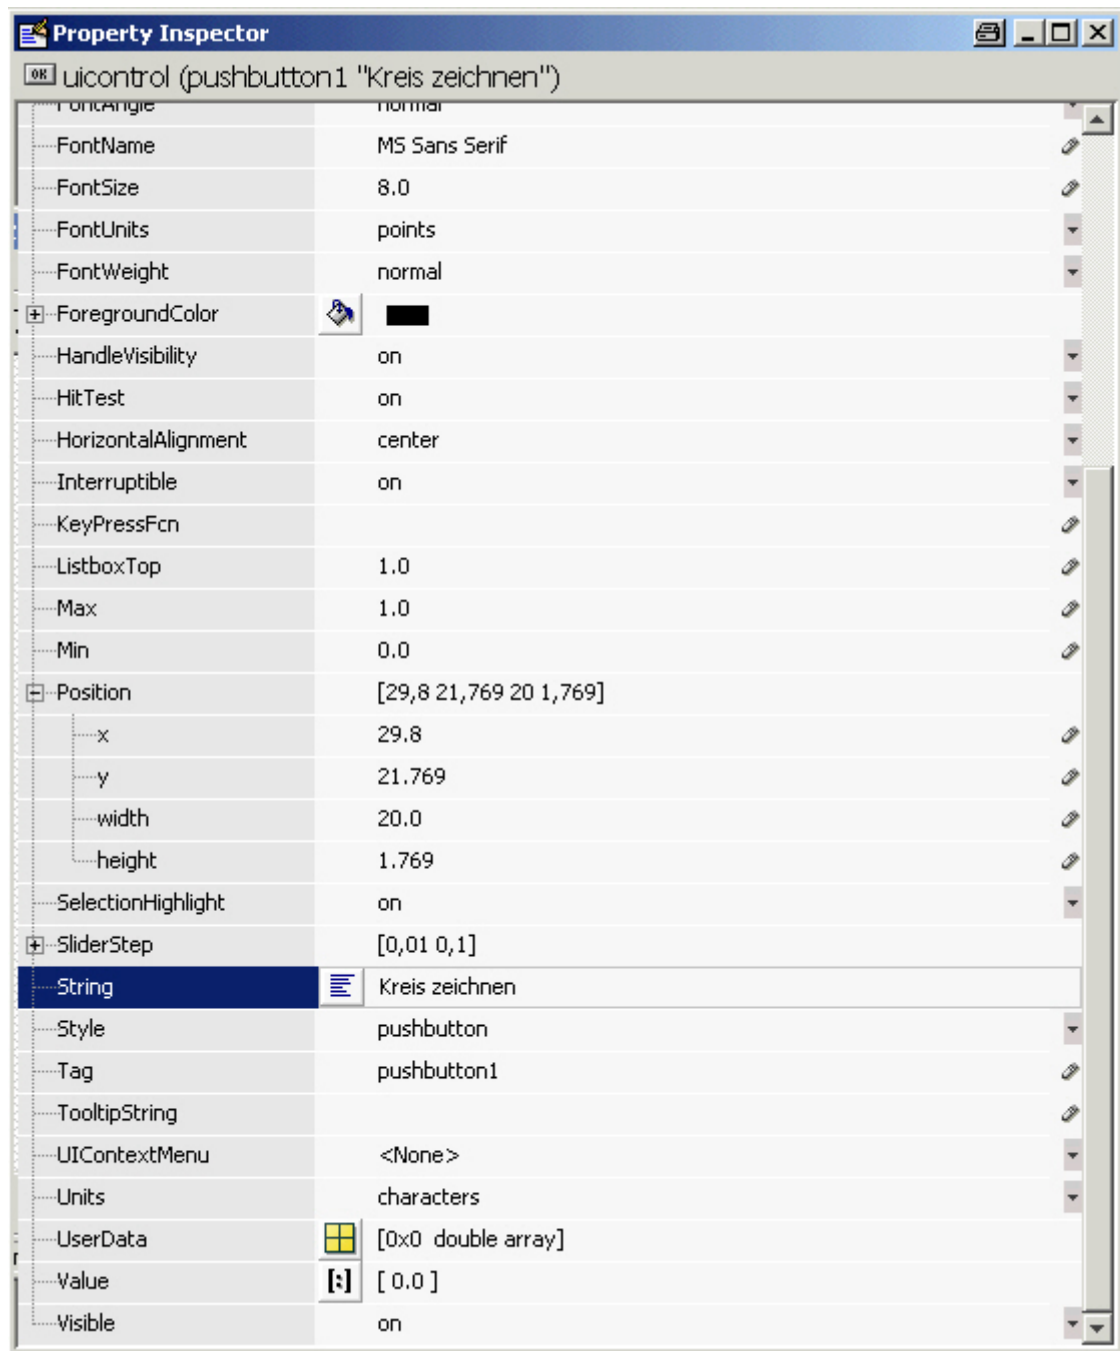 Property Inspector
OK uicontrol (pushbutton1 "Kreis zeichnen")
FontAngle normal
FontName MS Sans Serif
FontSize 8.0
FontUnits points
FontWeight normal
ForegroundColor
HandleVisibility on
HitTest on
HorizontalAlignment center
Interruptible on
KeyPressFcn
ListboxTop 1.0
Max 1.0
Min 0.0
Position [29,8 21,769 20 1,769]
x 29.8
y 21.769
width 20.0
height 1.769
SelectionHighlight on
SliderStep [0,01 0,1]
String Kreis zeichnen
Style pushbutton
Tag pushbutton1
TooltipString
UIContextMenu <None>
Units characters
UserData [0x0 double array]
Value [:] [ 0.0 ]
Visible on